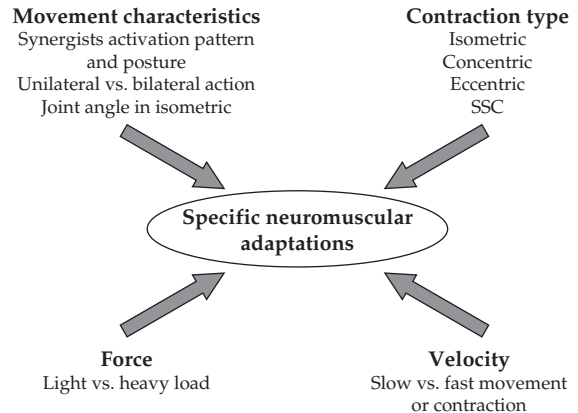 Movement characteristics
Synergists activation pattern
and posture
Unilateral vs. bilateral action
Joint angle in isometric
Contraction type
Isometric
Concentric
Eccentric
SSC
Specific neuromuscular
adaptations
Force
Light vs. heavy load
Velocity
Slow vs. fast movement
or contraction